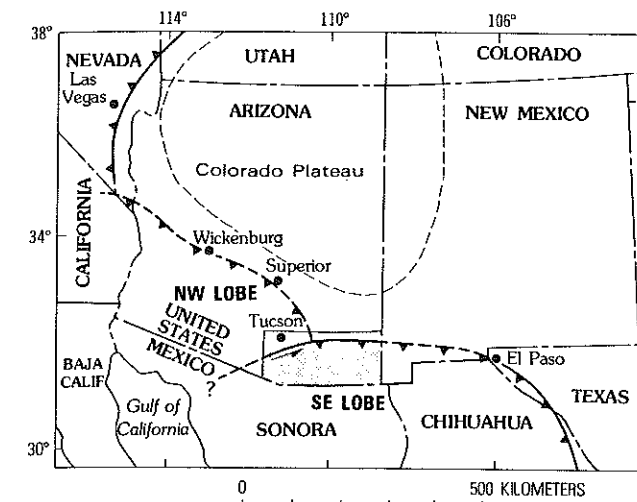 114° 110° 106°
38°
NEVADA UTAH COLORADO
Las
Vegas
ARIZONA NEW MEXICO
Colorado Plateau
CALIFORNIA
34°
Wickenburg
Superior
NW LOBE
UNITED
STATES
Tucson
MEXICO
El Paso
BAJA
CALIF
?
TEXAS
SE LOBE
Gulf of
California
CHIHUAHUA
SONORA
30°
0 500 KILOMETERS